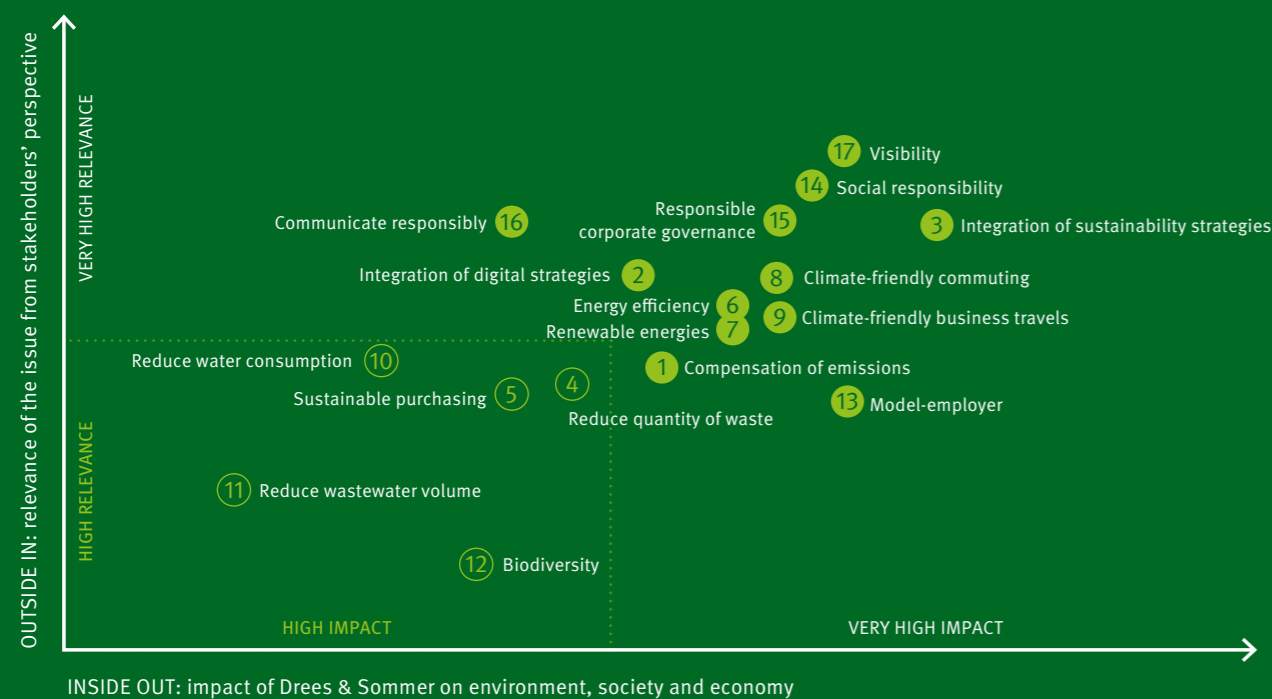 OUTSIDE IN: relevance of the issue from stakeholders’ perspective
VERY HIGH RELEVANCE
HIGH RELEVANCE
17 Visibility
14 Social responsibility
Communicate responsibly 16
Responsible
corporate governance 15
3 Integration of sustainability strategies
Integration of digital strategies 2
8 Climate-friendly commuting
Energy efficiency 6
9 Climate-friendly business travels
Renewable energies 7
Reduce water consumption 10
1 Compensation of emissions
Sustainable purchasing 5
4
Reduce quantity of waste
13 Model-employer
11 Reduce wastewater volume
12 Biodiversity
HIGH IMPACT
VERY HIGH IMPACT
INSIDE OUT: impact of Drees & Sommer on environment, society and economy